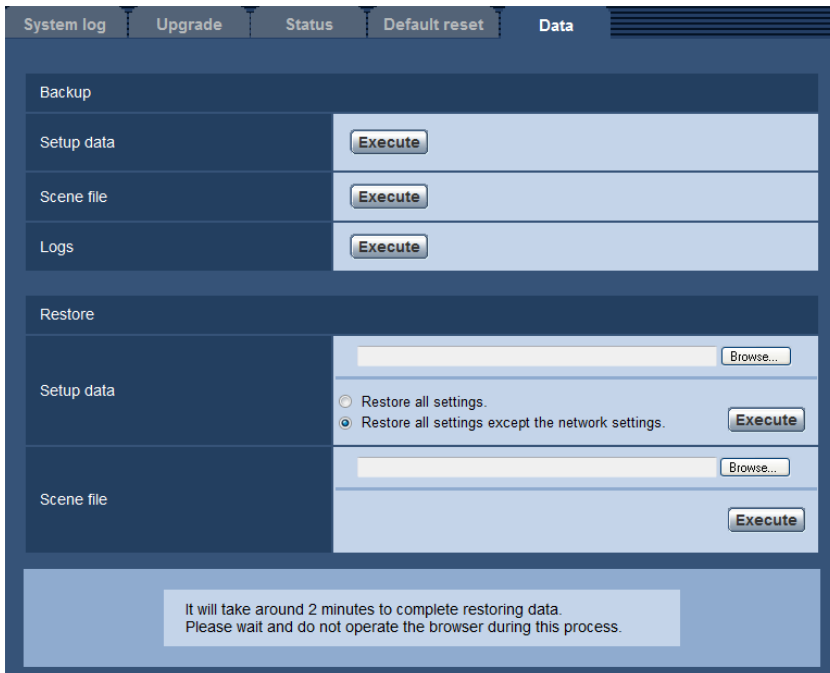 System log Upgrade Status Default reset Data
Backup
Setup data Execute
Scene file Execute
Logs Execute
Restore
Browse...
Setup data
Restore all settings.
Restore all settings except the network settings. Execute
Browse...
Scene file
Execute
It will take around 2 minutes to complete restoring data.
Please wait and do not operate the browser during this process.